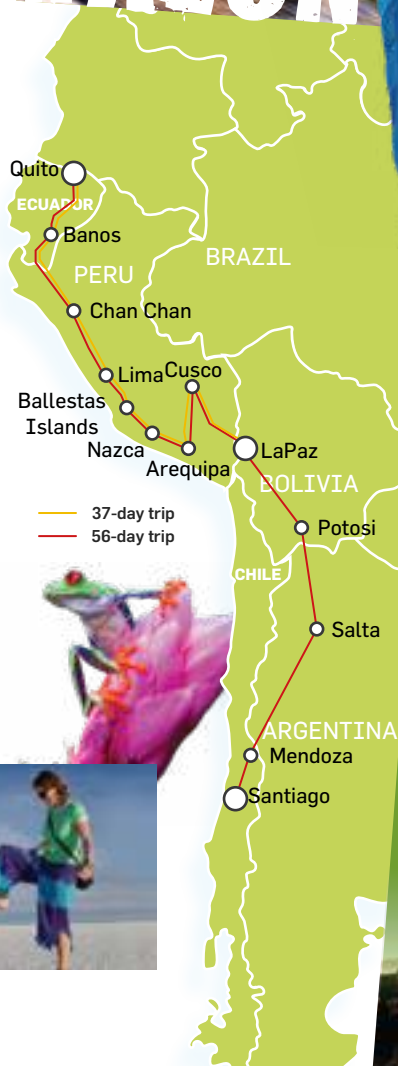 Quito
ECUADOR
Banos
BRAZIL
PERU
Chan Chan
Lima
Cusco
Ballestas
Islands
Nazca
Arequipa
LaPaz
BOLIVIA
37-day trip
56-day trip
Potosi
CHILE
Salta
ARGENTINA
Mendoza
Santiago